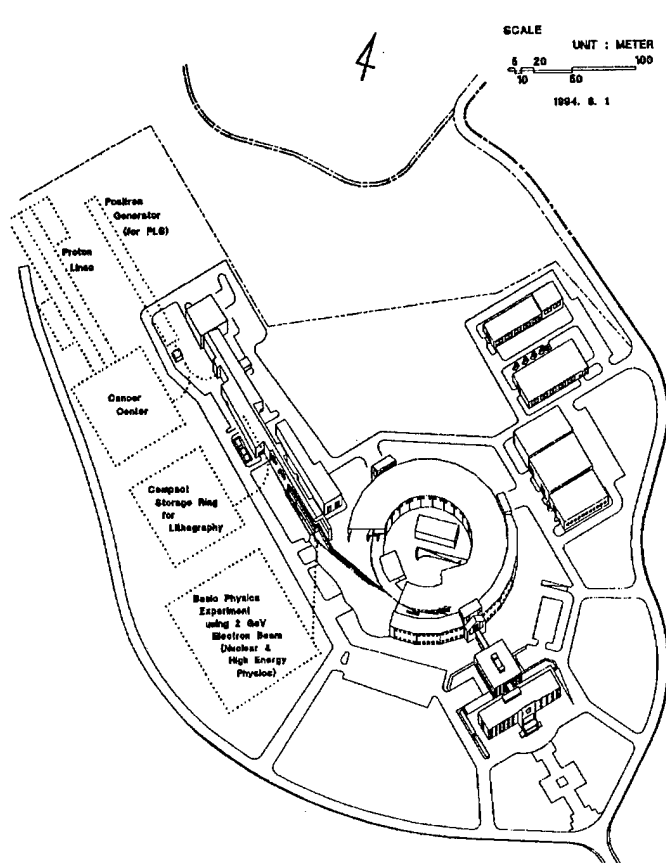 SCALE
UNIT : METER
5 20 100
10 50
1994. 8. 1
Positron
Generator
(for PLS)
Proton
Linac
Cancer
Center
Compact
Storage Ring
for
Lithography
Basic Physics
Experiment
using 2 GeV
Electron Beam
(Nuclear &
High Energy
Physics)